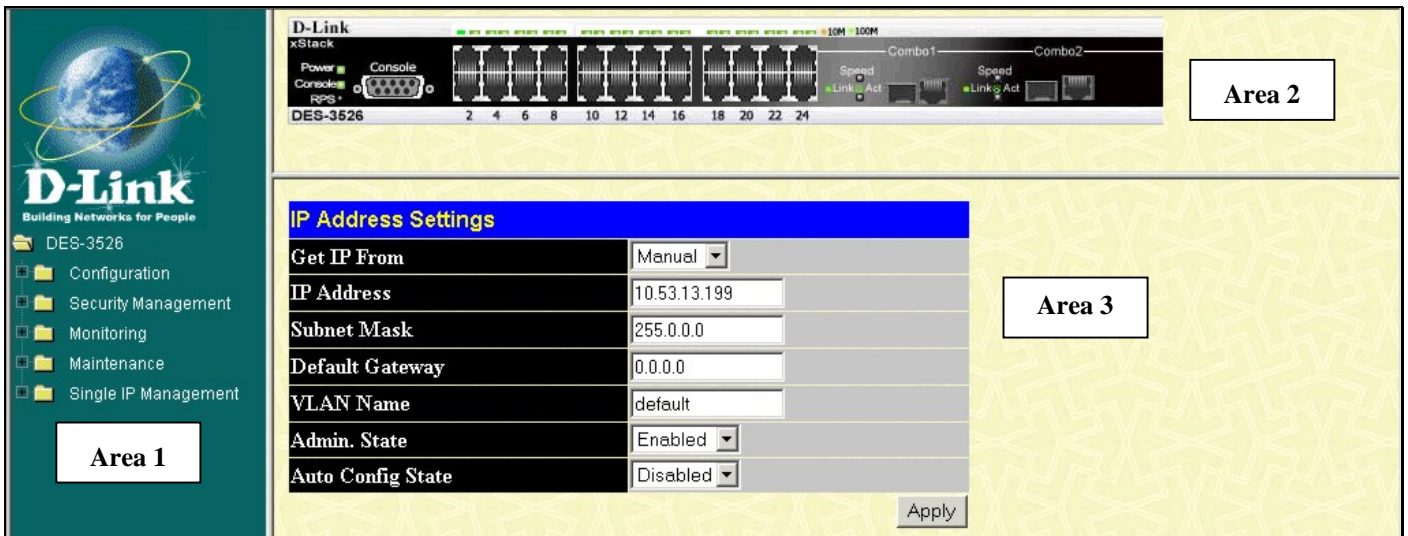 D-Link
Building Networks for People
DES-3526
Configuration
Security Management
Monitoring
Maintenance
Single IP Management
Area 1
D-Link
xStack
Power
Console
RPS
Console
DES-3526
2 4 6 8 10 12 14 16 18 20 22 24
10M 100M
Combo1
Speed
Link Act
Combo2
Speed
Link Act
Area 2
IP Address Settings
Get IP From Manual
IP Address 10.53.13.199
Subnet Mask 255.0.0.0
Default Gateway 0.0.0.0
VLAN Name default
Admin. State Enabled
Auto Config State Disabled
Apply
Area 3